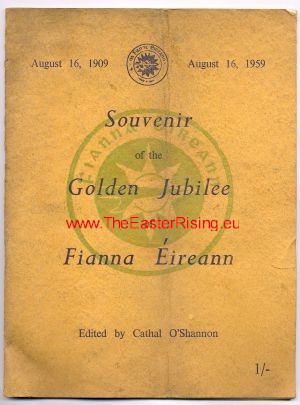 August 16, 1909 August 16, 1959
Souvenir
of the
Golden Jubilee
www.TheEasterRising.eu
Fianna Éireann
Edited by Cathal O'Shannon
1/-